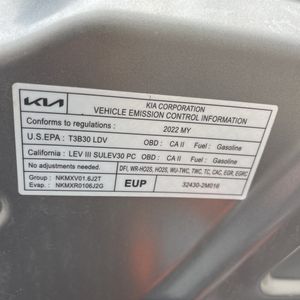 KIA
KIA CORPORATION
VEHICLE EMISSION CONTROL INFORMATION
Conforms to regulations : 2022 MY
U.S.EPA : T3B30 LDV OBD : CA II Fuel : Gasoline
California : LEV III SULEV30 PC OBD : CA II Fuel : Gasoline
No adjustments needed. DFI, WR-HO2S, HO2S, WU-TWC, TWC, TC, CAC, EGR, EGRC
Group : NKMXV01.6J2T
Evap. : NKMXR0106J2G
EUP
32430-2M016